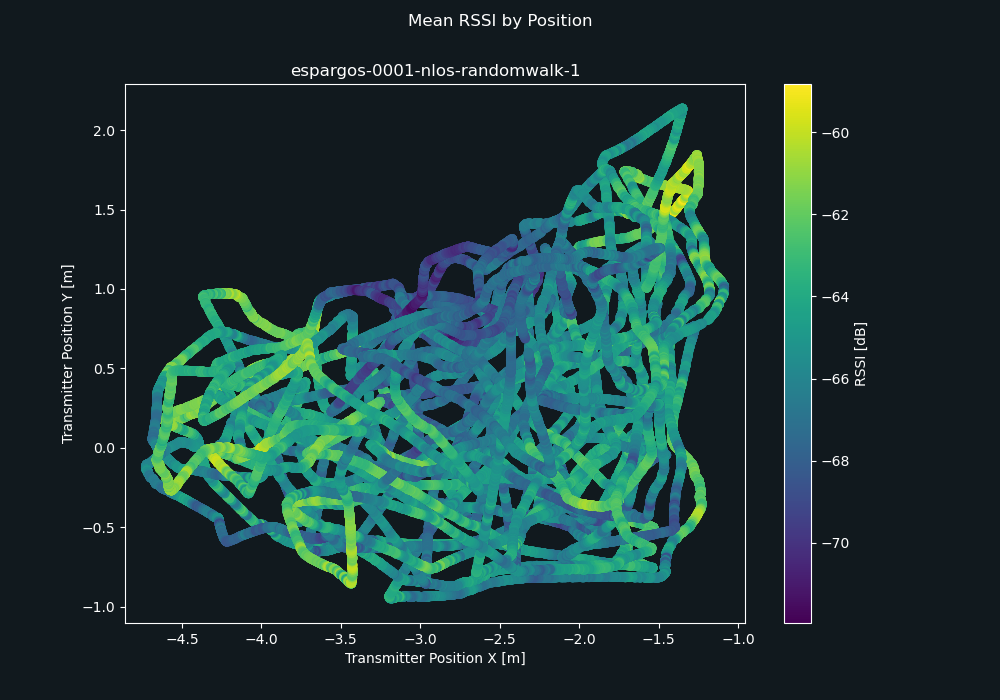 Mean RSSI by Position
espargos-0001-nlos-randomwalk-1
2.0
1.5
1.0
0.5
0.0
−0.5
−1.0
Transmitter Position Y [m]
−4.5 −4.0 −3.5 −3.0 −2.5 −2.0 −1.5 −1.0
Transmitter Position X [m]
−60
−62
−64
−66
−68
−70
RSSI [dB]